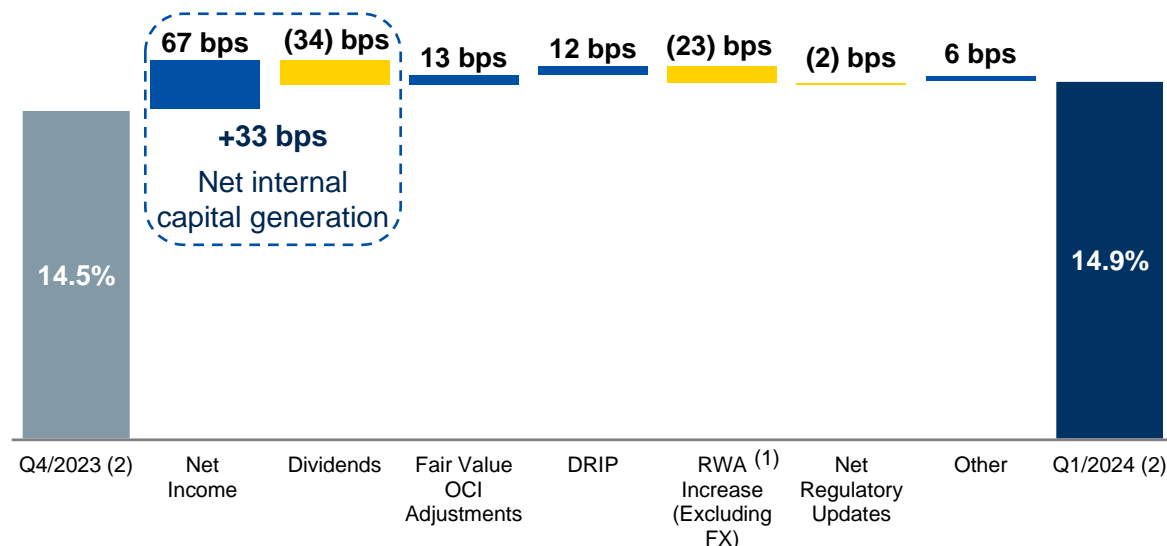 67 bps
(34) bps
13 bps
12 bps
(23) bps
(2) bps
6 bps
+33 bps
Net internal
capital generation
14.5%
14.9%
Q4/2023 (2)
Net
Income
Dividends
Fair Value
OCI
Adjustments
DRIP
RWA (1)
Increase
(Excluding
FX)
Net
Regulatory
Updates
Other
Q1/2024 (2)